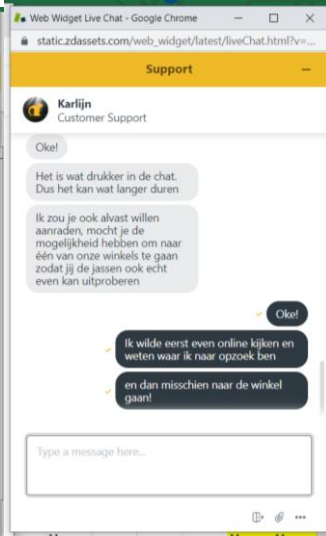 Web Widget Live Chat - Google Chrome
static.zdassets.com/web_widget/latest/liveChat.html?v=...
Support
Karlijn
Customer Support
Oke!
Het is wat drukker in de chat.
Dus het kan wat langer duren
Ik zou je ook alvast willen
aanraden, mocht je de
mogelijkheid hebben om naar
één van onze winkels te gaan
zodat jij de jassen ook echt
even kan uitproberen
Oke!
Ik wilde eerst even online kijken en
weten waar ik naar opzoek ben
en dan misschien naar de winkel
gaan!
Type a message here...